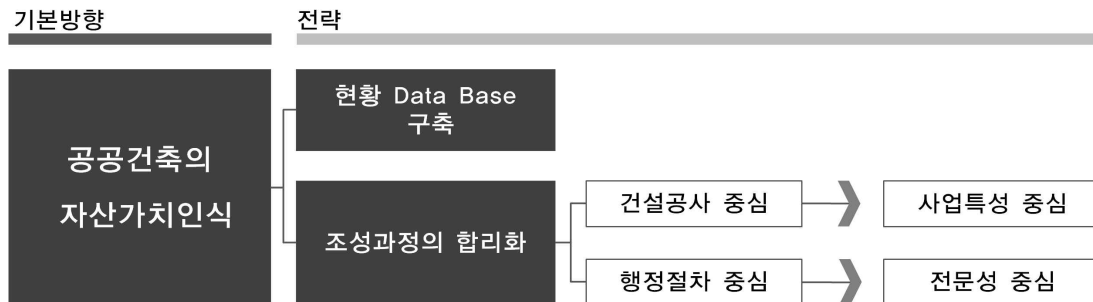 기본방향
전략
공공건축의
자산가치인식
현황 Data Base
구축
조성과정의 합리화
건설공사 중심
사업특성 중심
행정절차 중심
전문성 중심